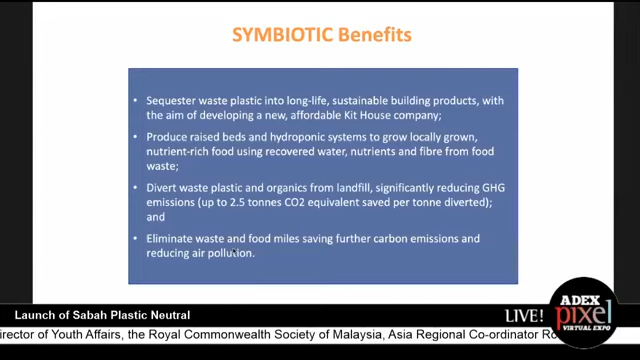 SYMBIOTIC Benefits
• Sequester waste plastic into long-life, sustainable building products, with
the aim of developing a new, affordable Kit House company;
• Produce raised beds and hydroponic systems to grow locally grown,
nutrient-rich food using recovered water, nutrients and fibre from food
waste;
• Divert waste plastic and organics from landfill, significantly reducing GHG
emissions (up to 2.5 tonnes CO2 equivalent saved per tonne diverted);
and
• Eliminate waste and food miles saving further carbon emissions and
reducing air pollution.
Launch of Sabah Plastic Neutral
LIVE!
ADEX
pixel
VIRTUAL EXPO
irector of Youth Affairs, the Royal Commonwealth Society of Malaysia, Asia Regional Co-ordinator Ro